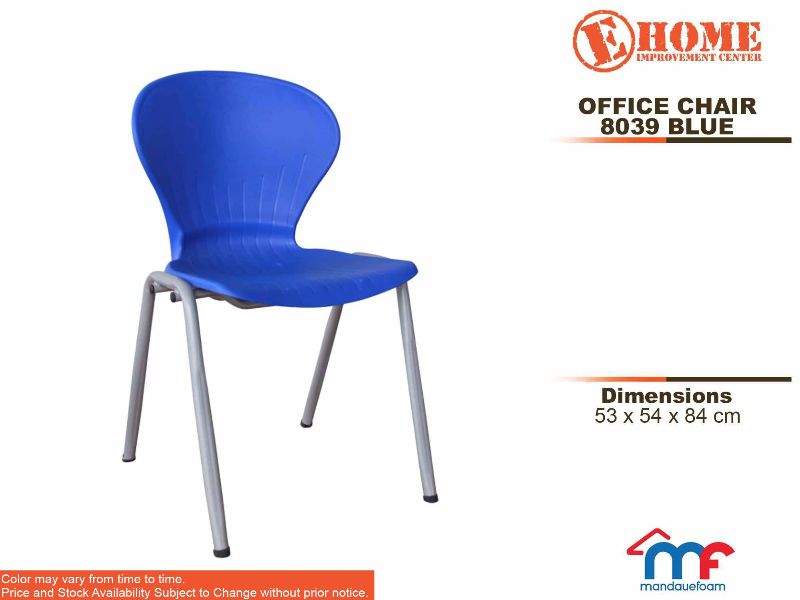 E HOME
IMPROVEMENT CENTER
OFFICE CHAIR
8039 BLUE
Dimensions
53 x 54 x 84 cm
mf
mandauefoam
Color may vary from time to time.
Price and Stock Availability Subject to Change without prior notice.